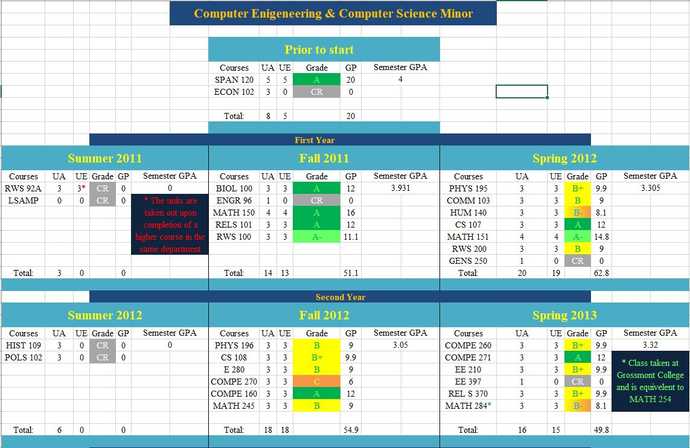 Computer Enigeneering & Computer Science Minor
Prior to start
Courses UA UE Grade GP Semester GPA
SPAN 120 5 5 A 20 4
ECON 102 3 0 CR 0
Total: 8 5 20
First Year
Summer 2011
Courses UA UE Grade GP Semester GPA
RWS 92A 3 3* CR 0 0
LSAMP 0 0 CR 0
* The units are
taken out upon
completion of a
higher course in the
same department
Total: 3 0 0
Fall 2011
Courses UA UE Grade GP Semester GPA
BIOL 100 3 3 A 12 3.931
ENGR 96 1 0 CR 0
MATH 150 4 4 A 16
RELS 101 3 3 A 12
RWS 100 3 3 A- 11.1
Total: 14 13 51.1
Spring 2012
Courses UA UE Grade GP Semester GPA
PHYS 195 3 3 B+ 9.9 3.305
COMM 103 3 3 B 9
HUM 140 3 3 B- 8.1
CS 107 3 3 A 12
MATH 151 4 4 A- 14.8
RWS 200 3 3 B 9
GENS 250 1 0 CR 0
Total: 20 19 62.8
Second Year
Summer 2012
Courses UA UE Grade GP Semester GPA
HIST 109 3 0 CR 0 0
POLS 102 3 0 CR 0
Total: 6 0 0
Fall 2012
Courses UA UE Grade GP Semester GPA
PHYS 196 3 3 B 9 3.05
CS 108 3 3 B+ 9.9
E 280 3 3 B 9
COMPE 270 3 3 C 6
COMPE 160 3 3 A 12
MATH 245 3 3 B 9
Total: 18 18 54.9
Spring 2013
Courses UA UE Grade GP Semester GPA
COMPE 260 3 3 B+ 9.9 3.32
COMPE 271 3 3 A 12
EE 210 3 3 B+ 9.9
EE 397 1 0 CR 0
REL S 370 3 3 B+ 9.9
MATH 284* 3 3 B- 8.1
* Class taken at
Grossmont College
and is equivelent to
MATH 254
Total: 16 15 49.8